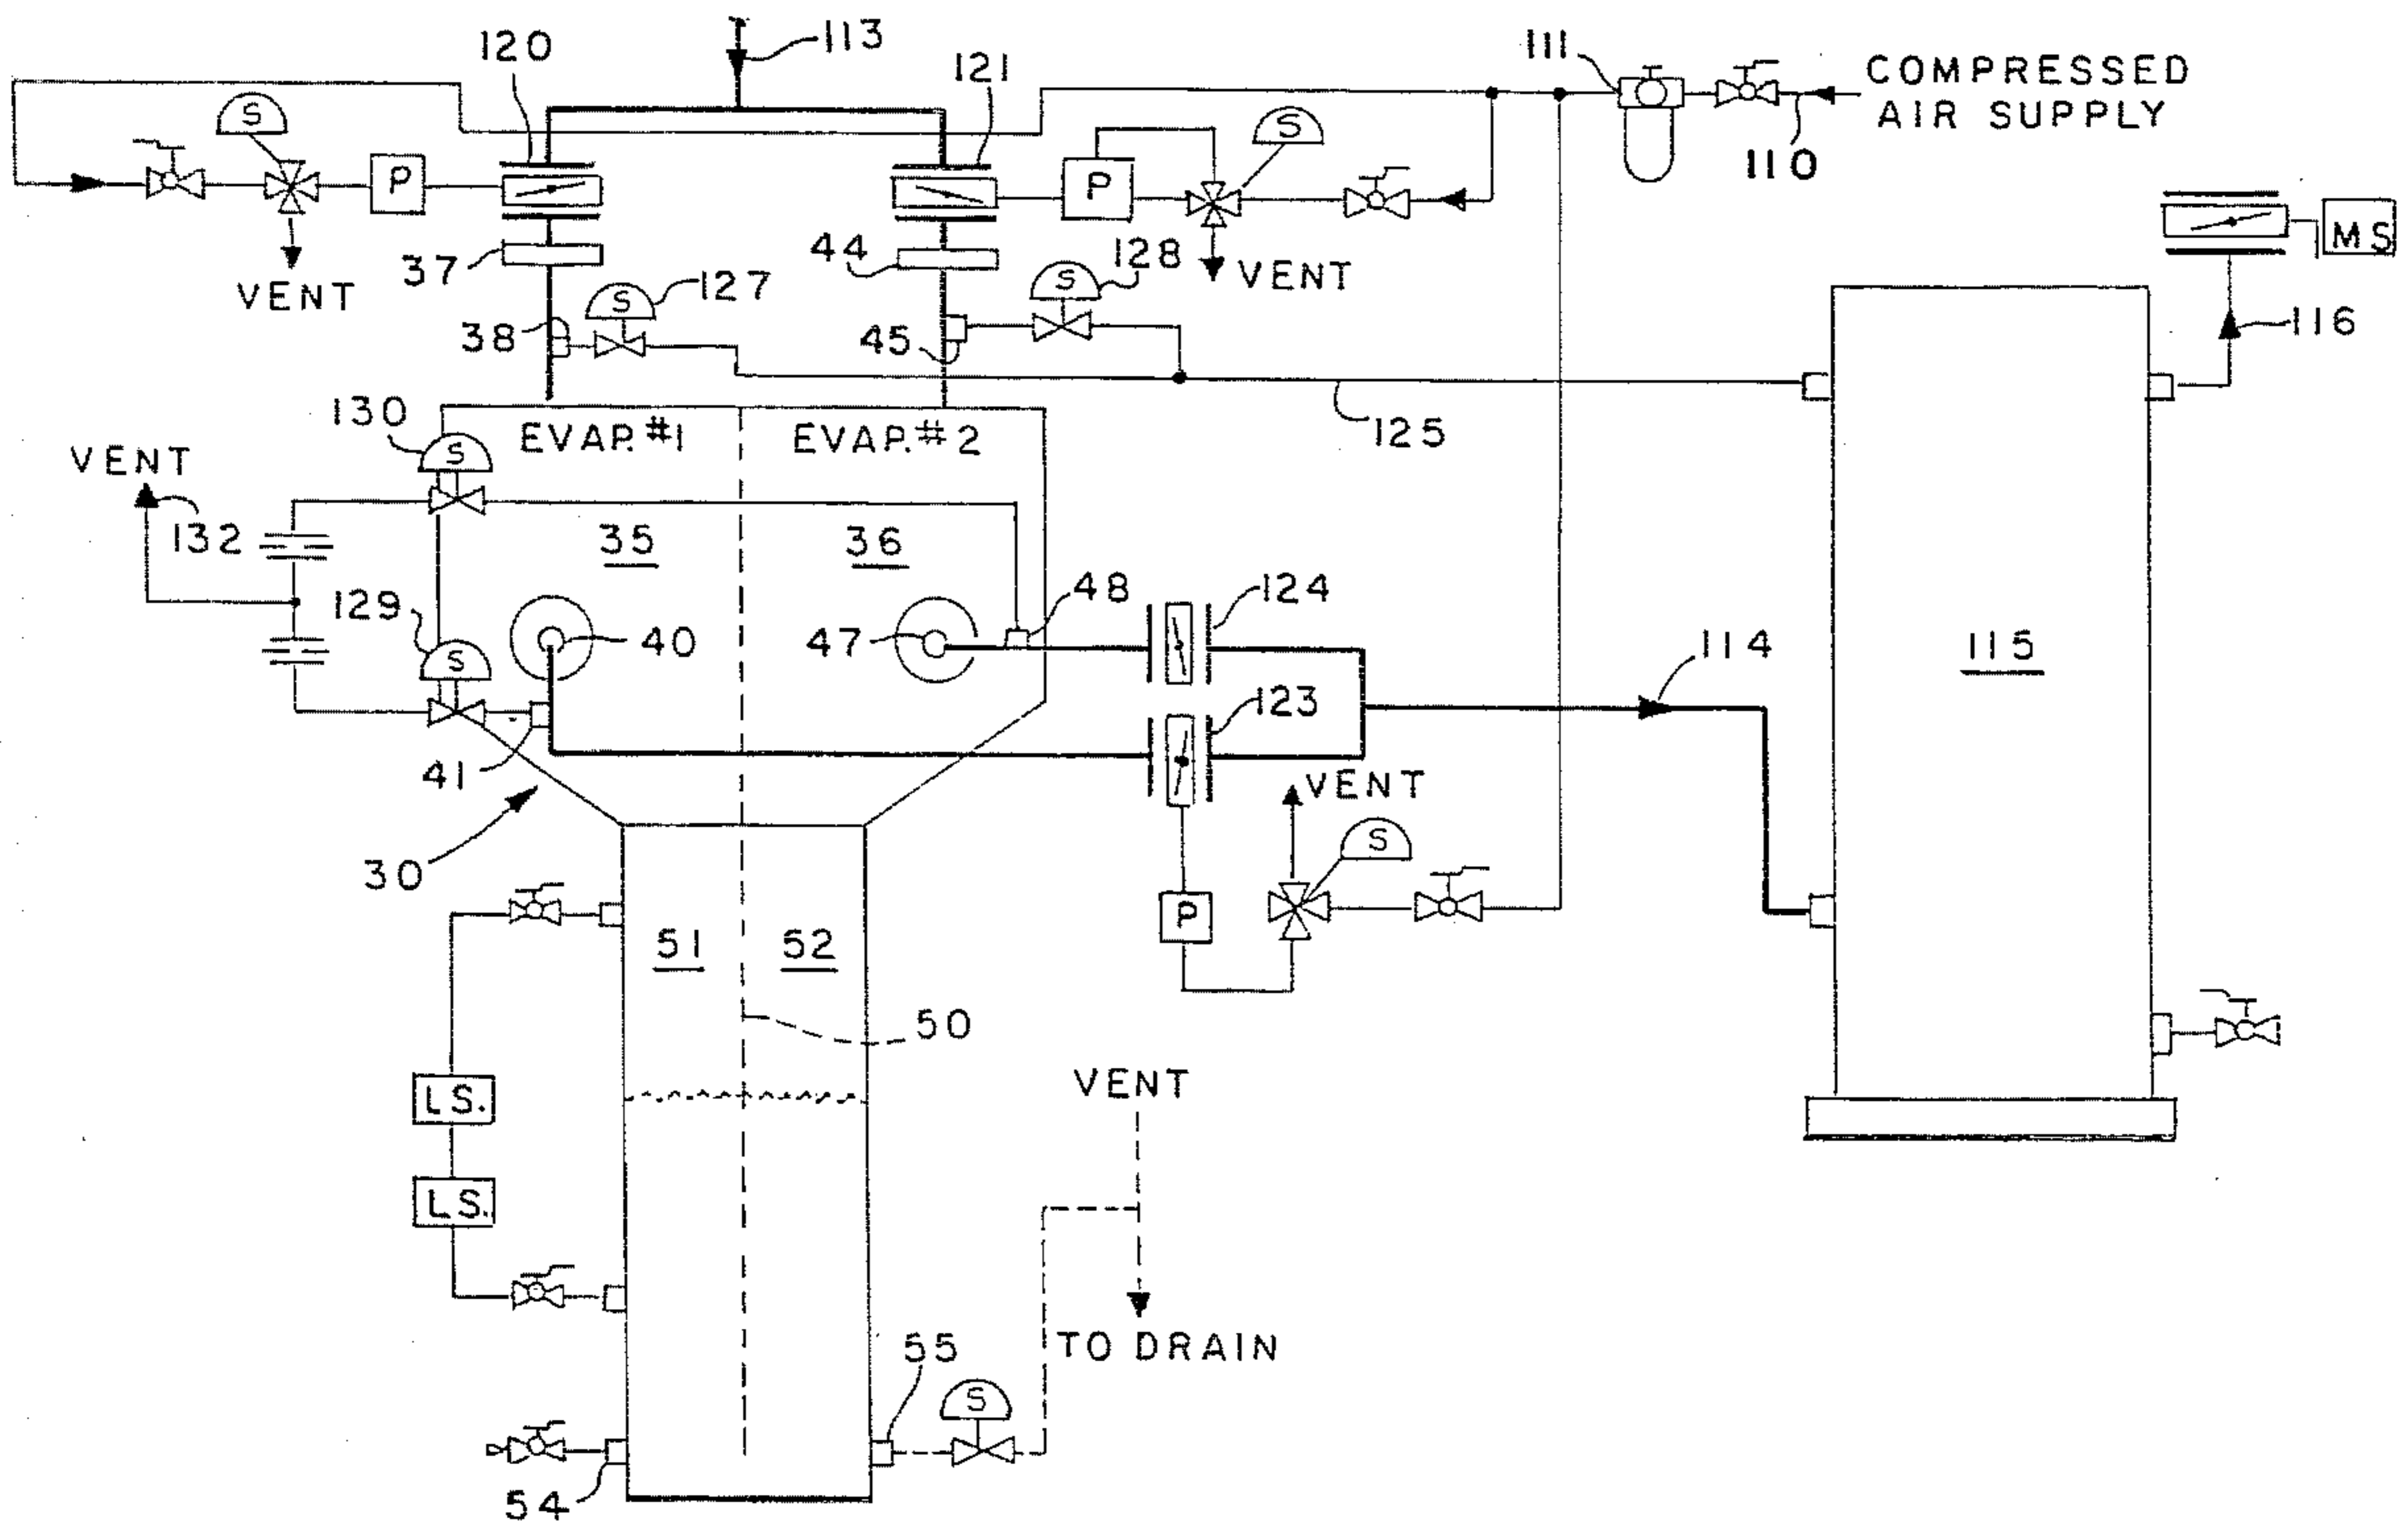 113
120
121
111
COMPRESSED
AIR SUPPLY
110
S
S
P
P
MS
37
44
VENT
VENT
127
128
S
S
38
45
116
130
125
EVAP. #1
EVAP. #2
VENT
S
132
35
36
129
48
124
S
40
47
114
115
123
41
VENT
30
S
P
51
52
50
L.S.
VENT
L.S.
TO DRAIN
55
S
54